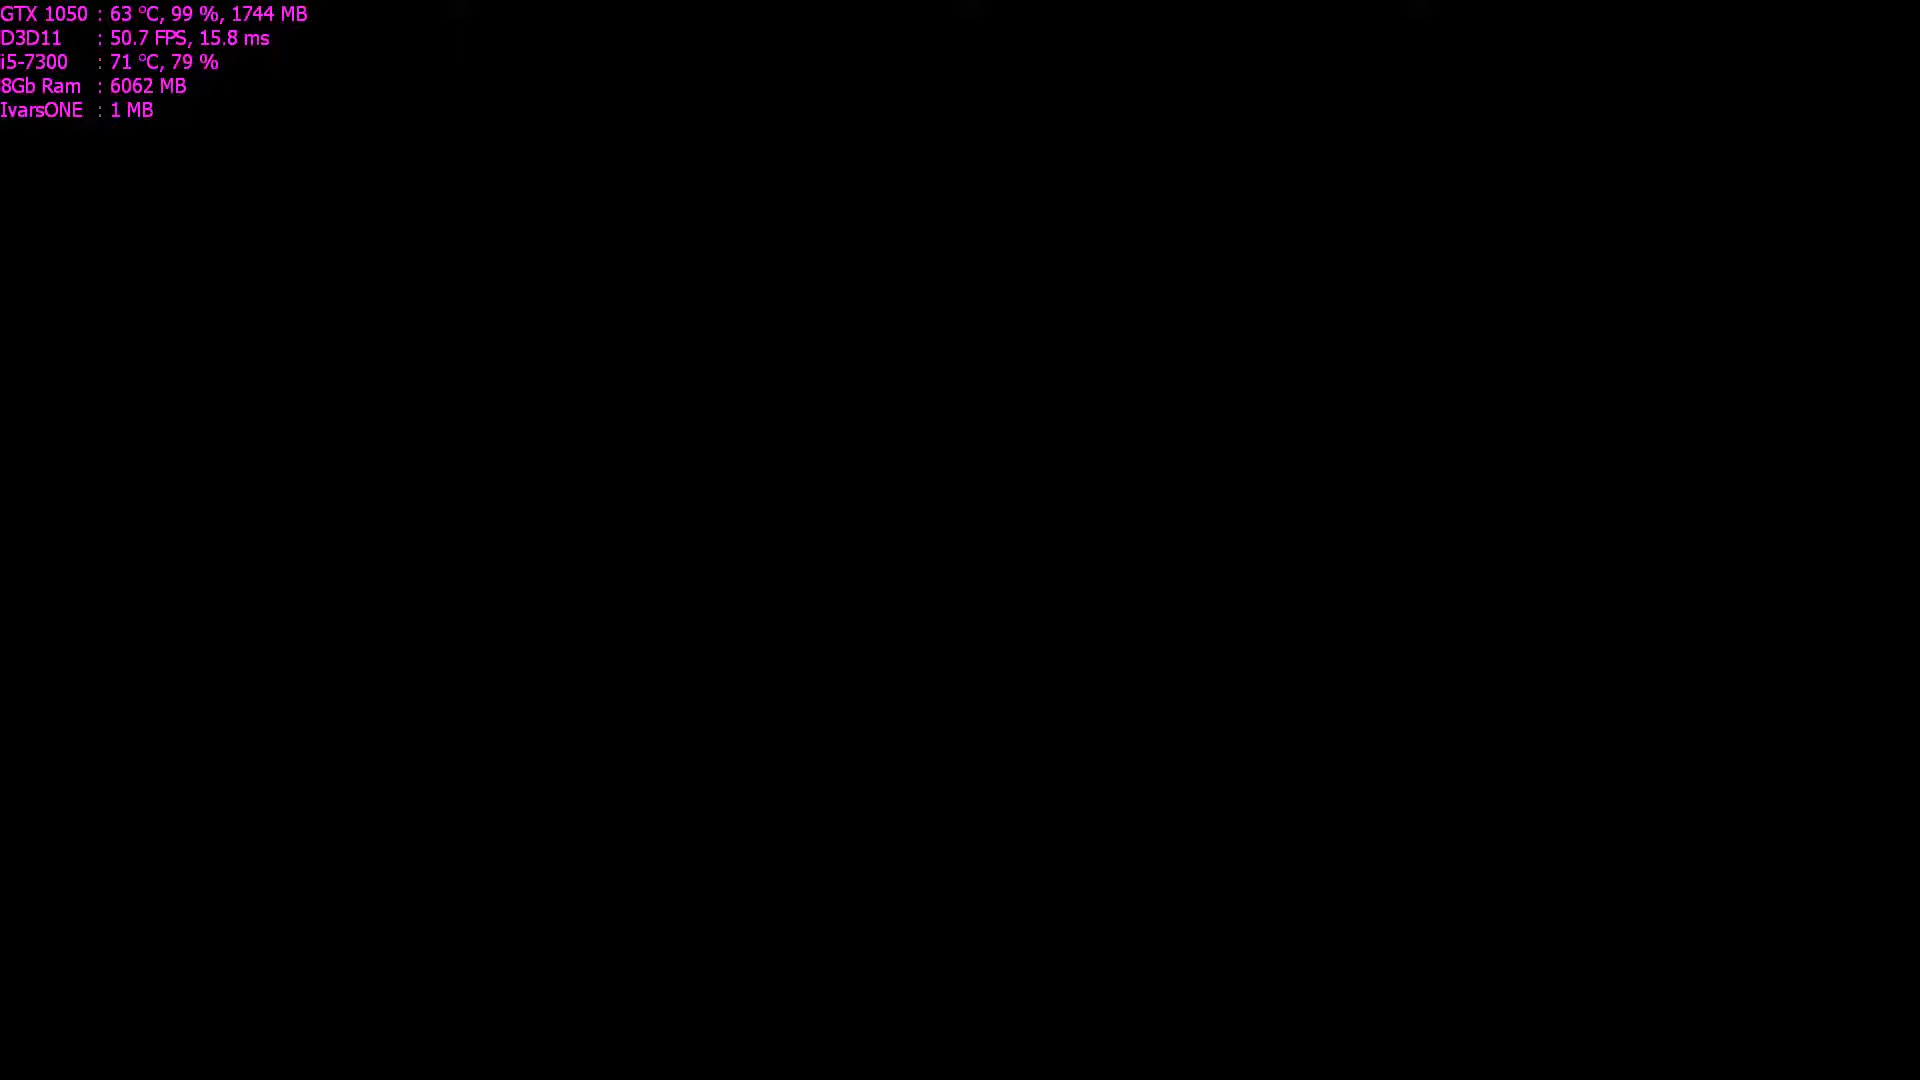 GTX 1050 : 63 °C, 99 %, 1744 MB
D3D11 : 50.7 FPS, 15.8 ms
i5-7300 : 71 °C, 79 %
8Gb Ram : 6062 MB
IvarsONE : 1 MB